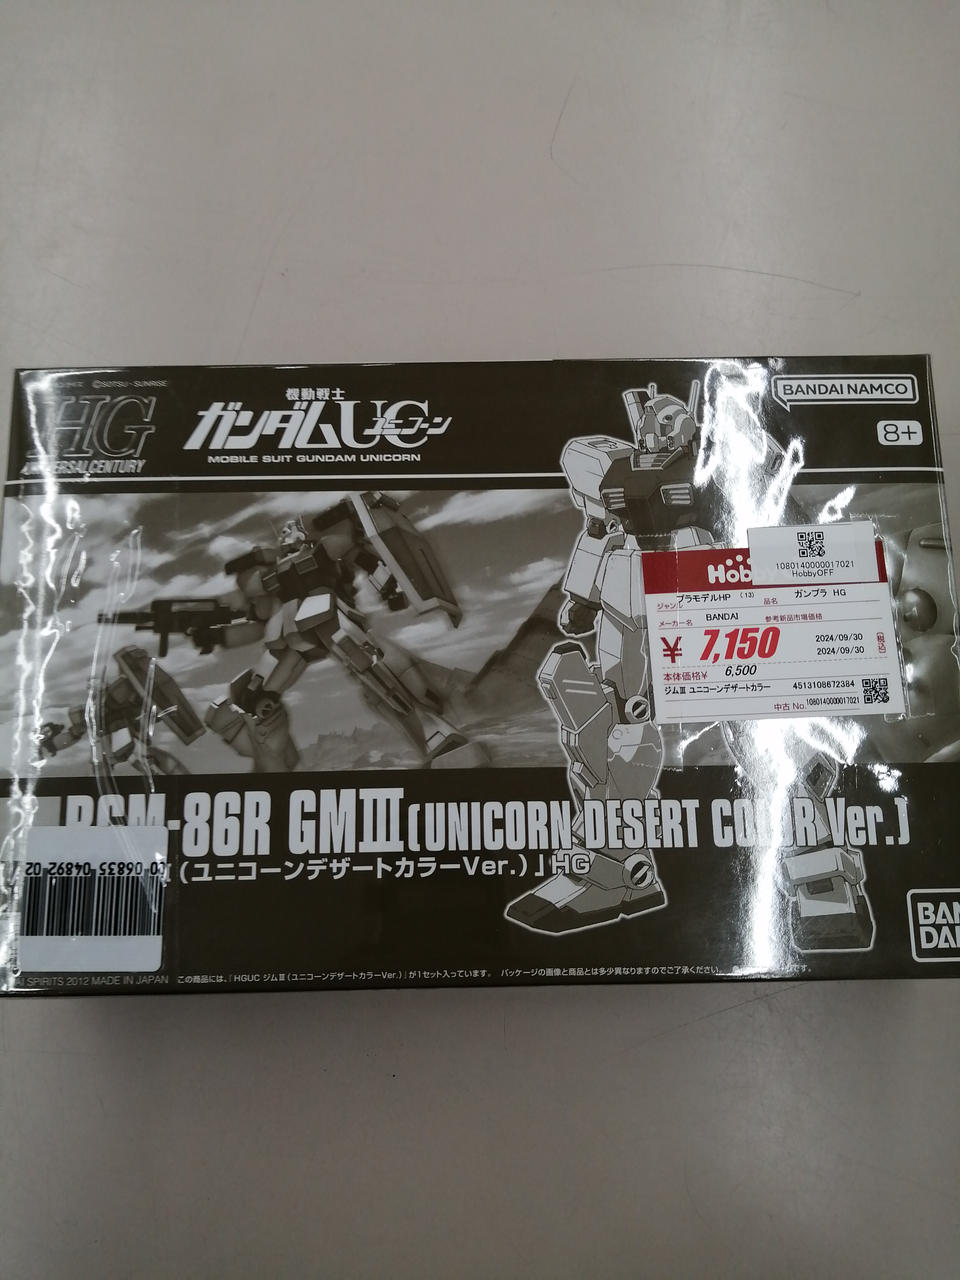 ©SOTSU・SUNRISE
HG
UNIVERSAL CENTURY
機動戦士
ガンダムUC
ユニコーン
MOBILE SUIT GUNDAM UNICORN
BANDAI NAMCO
8+
1080140000017021
HobbyOFF
Hobby
ジャンル プラモデルHP (13) 品名 ガンプラ HG
メーカー名 BANDAI 参考新品市場価格
¥ 7,150 税込
2024/09/30
2024/09/30
本体価格¥ 6,500
ジムⅢ ユニコーンデザートカラー 4513108672384
中古 No. 1080140000017021
RGM-86R GMⅢ(UNICORN DESERT COLOR Ver.)
(ユニコーンデザートカラーVer.)」HG
CO 06835 04892 02
BAN
DAI
SPIRITS 2012 MADE IN JAPAN
この商品には、「HGUC ジムⅢ(ユニコーンデザートカラーVer.)」が1セット入っています。 パッケージの画像と商品とは多少異なりますのでご了承ください。